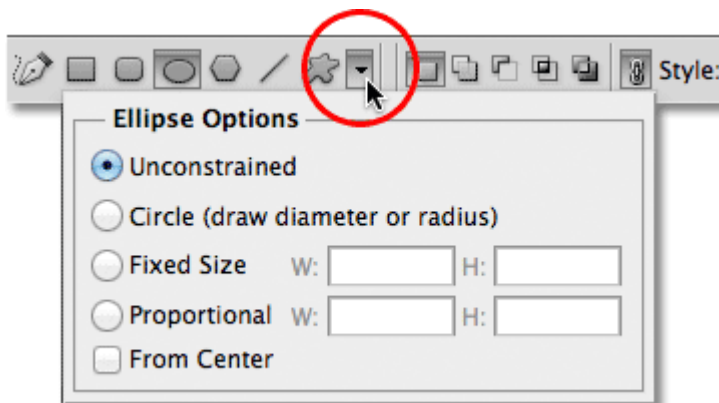 Style:
Ellipse Options
Unconstrained
Circle (draw diameter or radius)
Fixed Size W: H:
Proportional W: H:
From Center